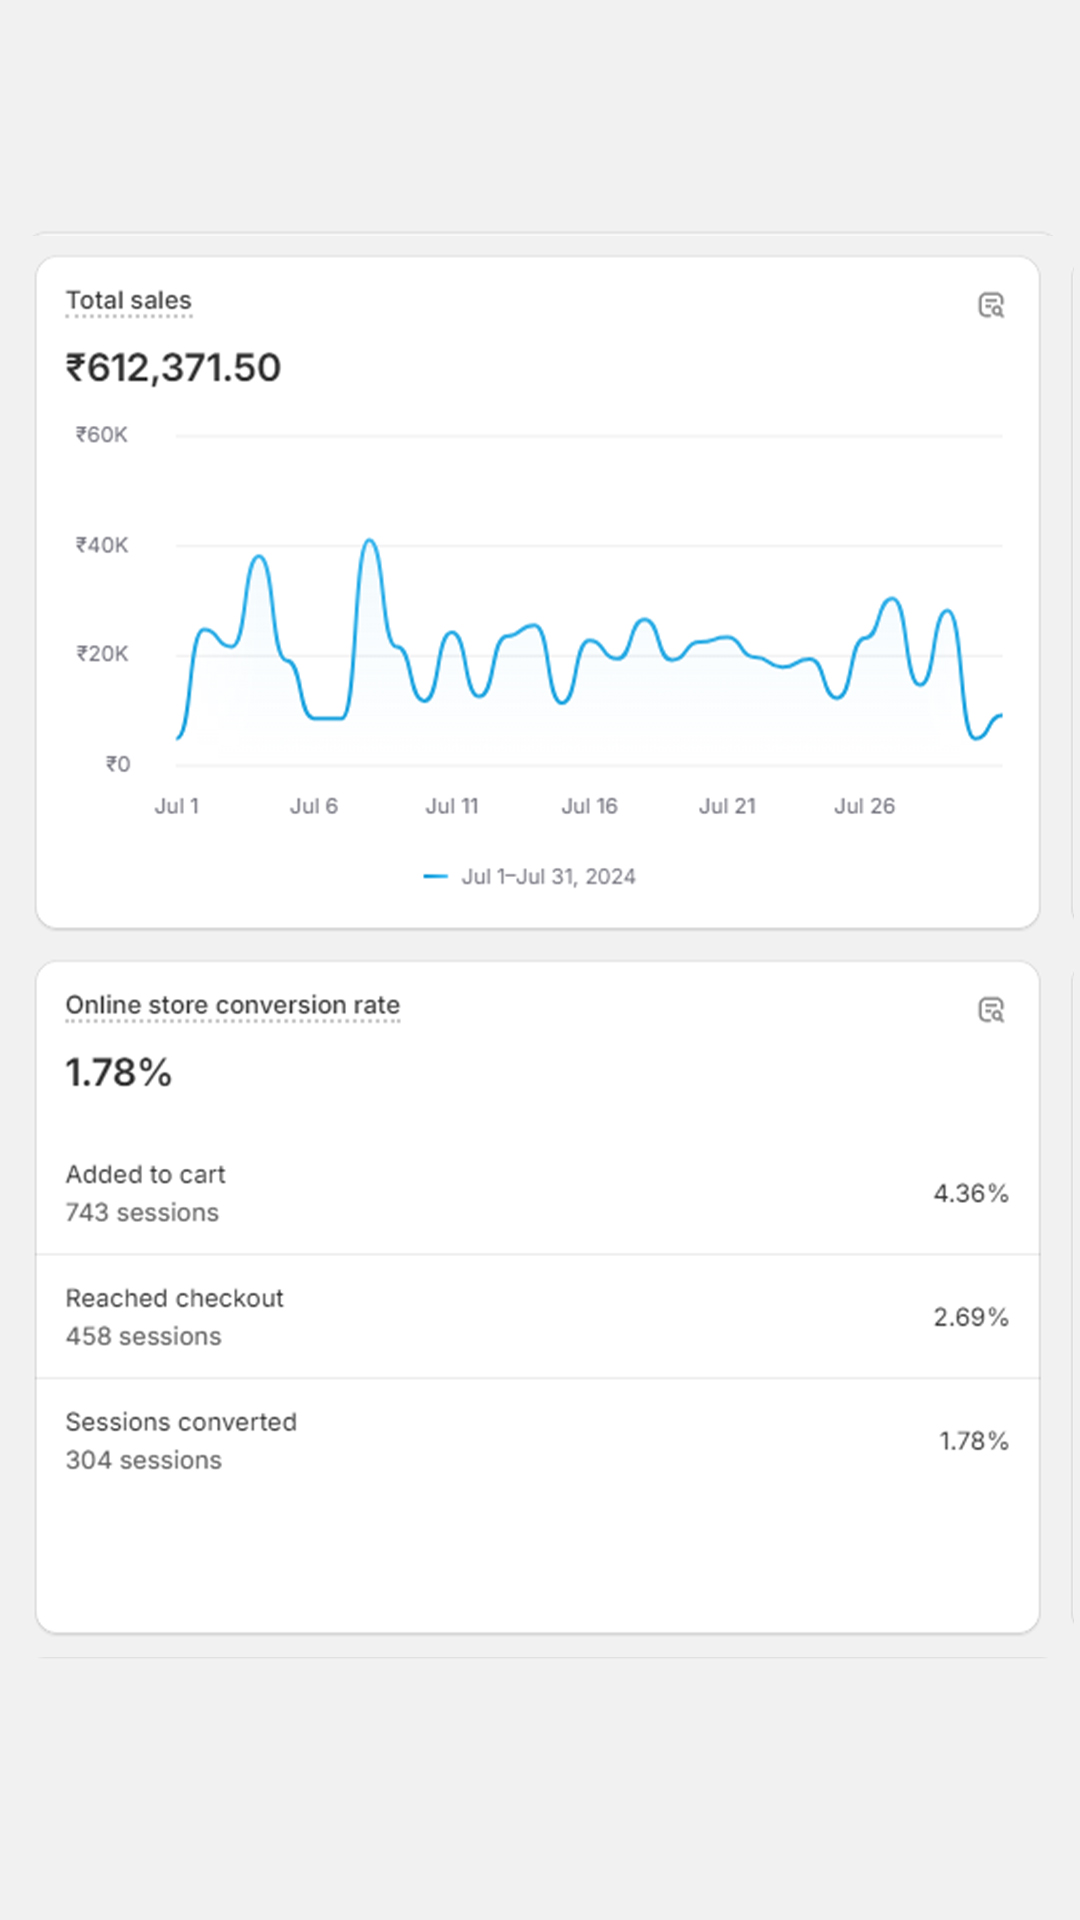 Total sales
₹612,371.50
₹60K
₹40K
₹20K
₹0
Jul 1 Jul 6 Jul 11 Jul 16 Jul 21 Jul 26
Jul 1–Jul 31, 2024
Online store conversion rate
1.78%
Added to cart
743 sessions
4.36%
Reached checkout
458 sessions
2.69%
Sessions converted
304 sessions
1.78%